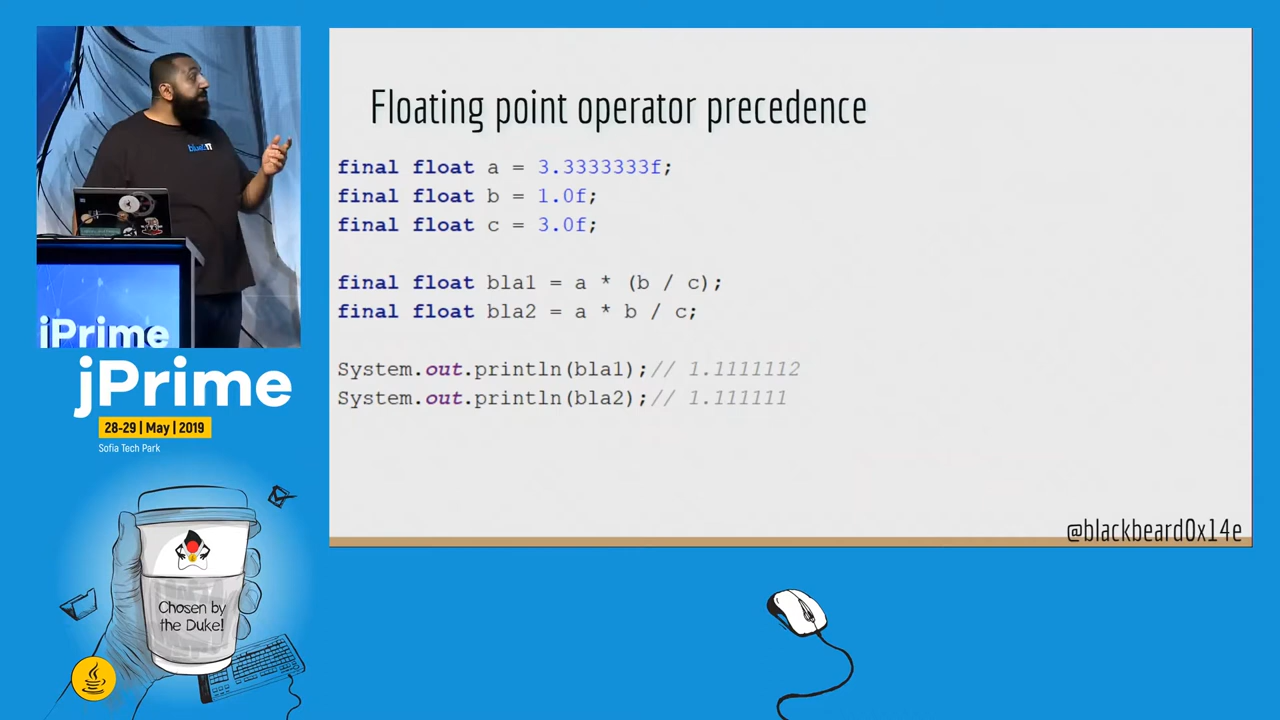 Floating point operator precedence
final float a = 3.3333333f;
final float b = 1.0f;
final float c = 3.0f;
final float bla1 = a * (b / c);
final float bla2 = a * b / c;
System.out.println(bla1);// 1.1111112
System.out.println(bla2);// 1.111111
@blackbeard0x14e
jPrime
jPrime
28-29 | May | 2019
Sofia Tech Park
Chosen by
the Duke!